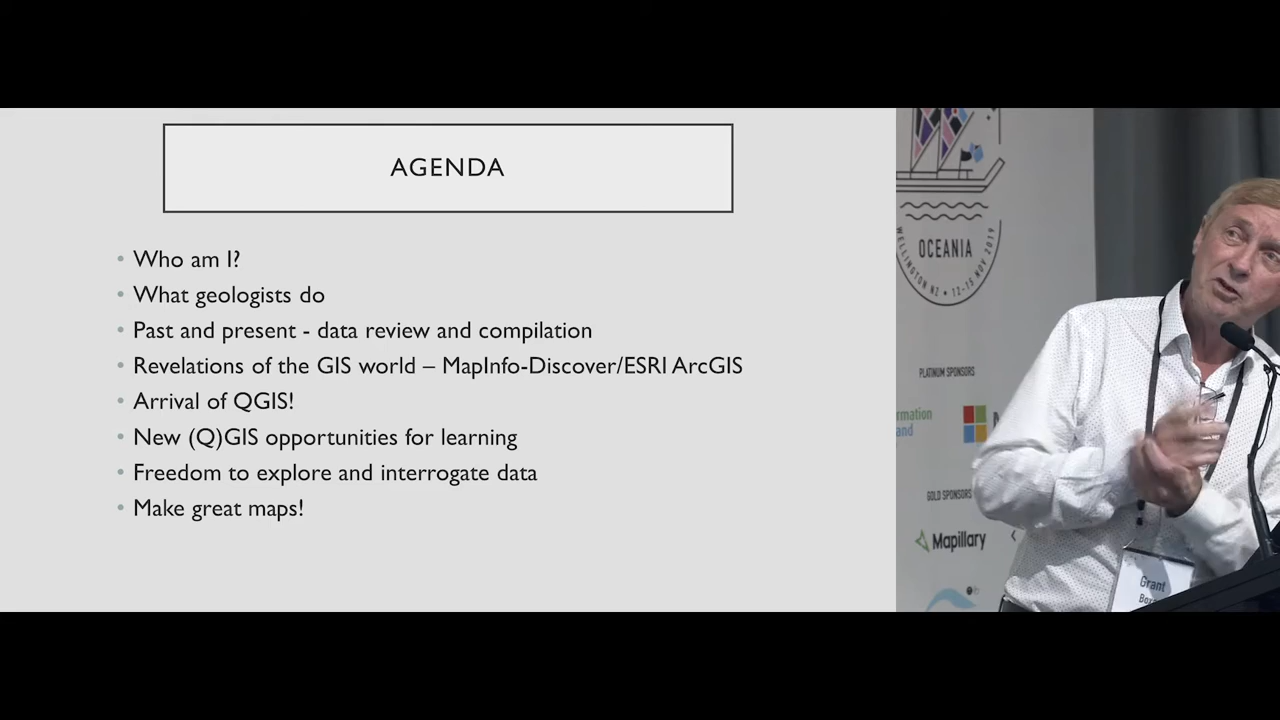 AGENDA
Who am I?
What geologists do
Past and present - data review and compilation
Revelations of the GIS world – MapInfo-Discover/ESRI ArcGIS
Arrival of QGIS!
New (Q)GIS opportunities for learning
Freedom to explore and interrogate data
Make great maps!
OCEANIA
WELLINGTON NZ • 12-15 NOV 2019
PLATINUM SPONSORS
GOLD SPONSORS
Mapillary
Grant